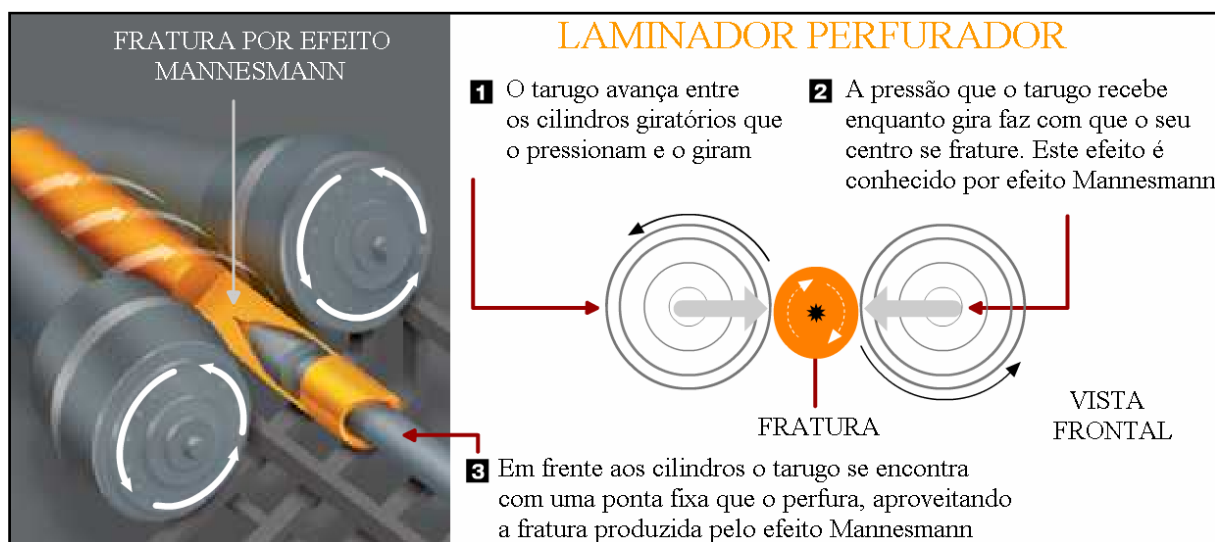 FRATURA POR EFEITO
MANNESMANN
LAMINADOR PERFURADOR
1 O tarugo avança entre
os cilindros giratórios que
o pressionam e o giram
2 A pressão que o tarugo recebe
enquanto gira faz com que o seu
centro se frature. Este efeito é
conhecido por efeito Mannesmann
FRATURA
VISTA
FRONTAL
3 Em frente aos cilindros o tarugo se encontra
com uma ponta fixa que o perfura, aproveitando
a fratura produzida pelo efeito Mannesmann